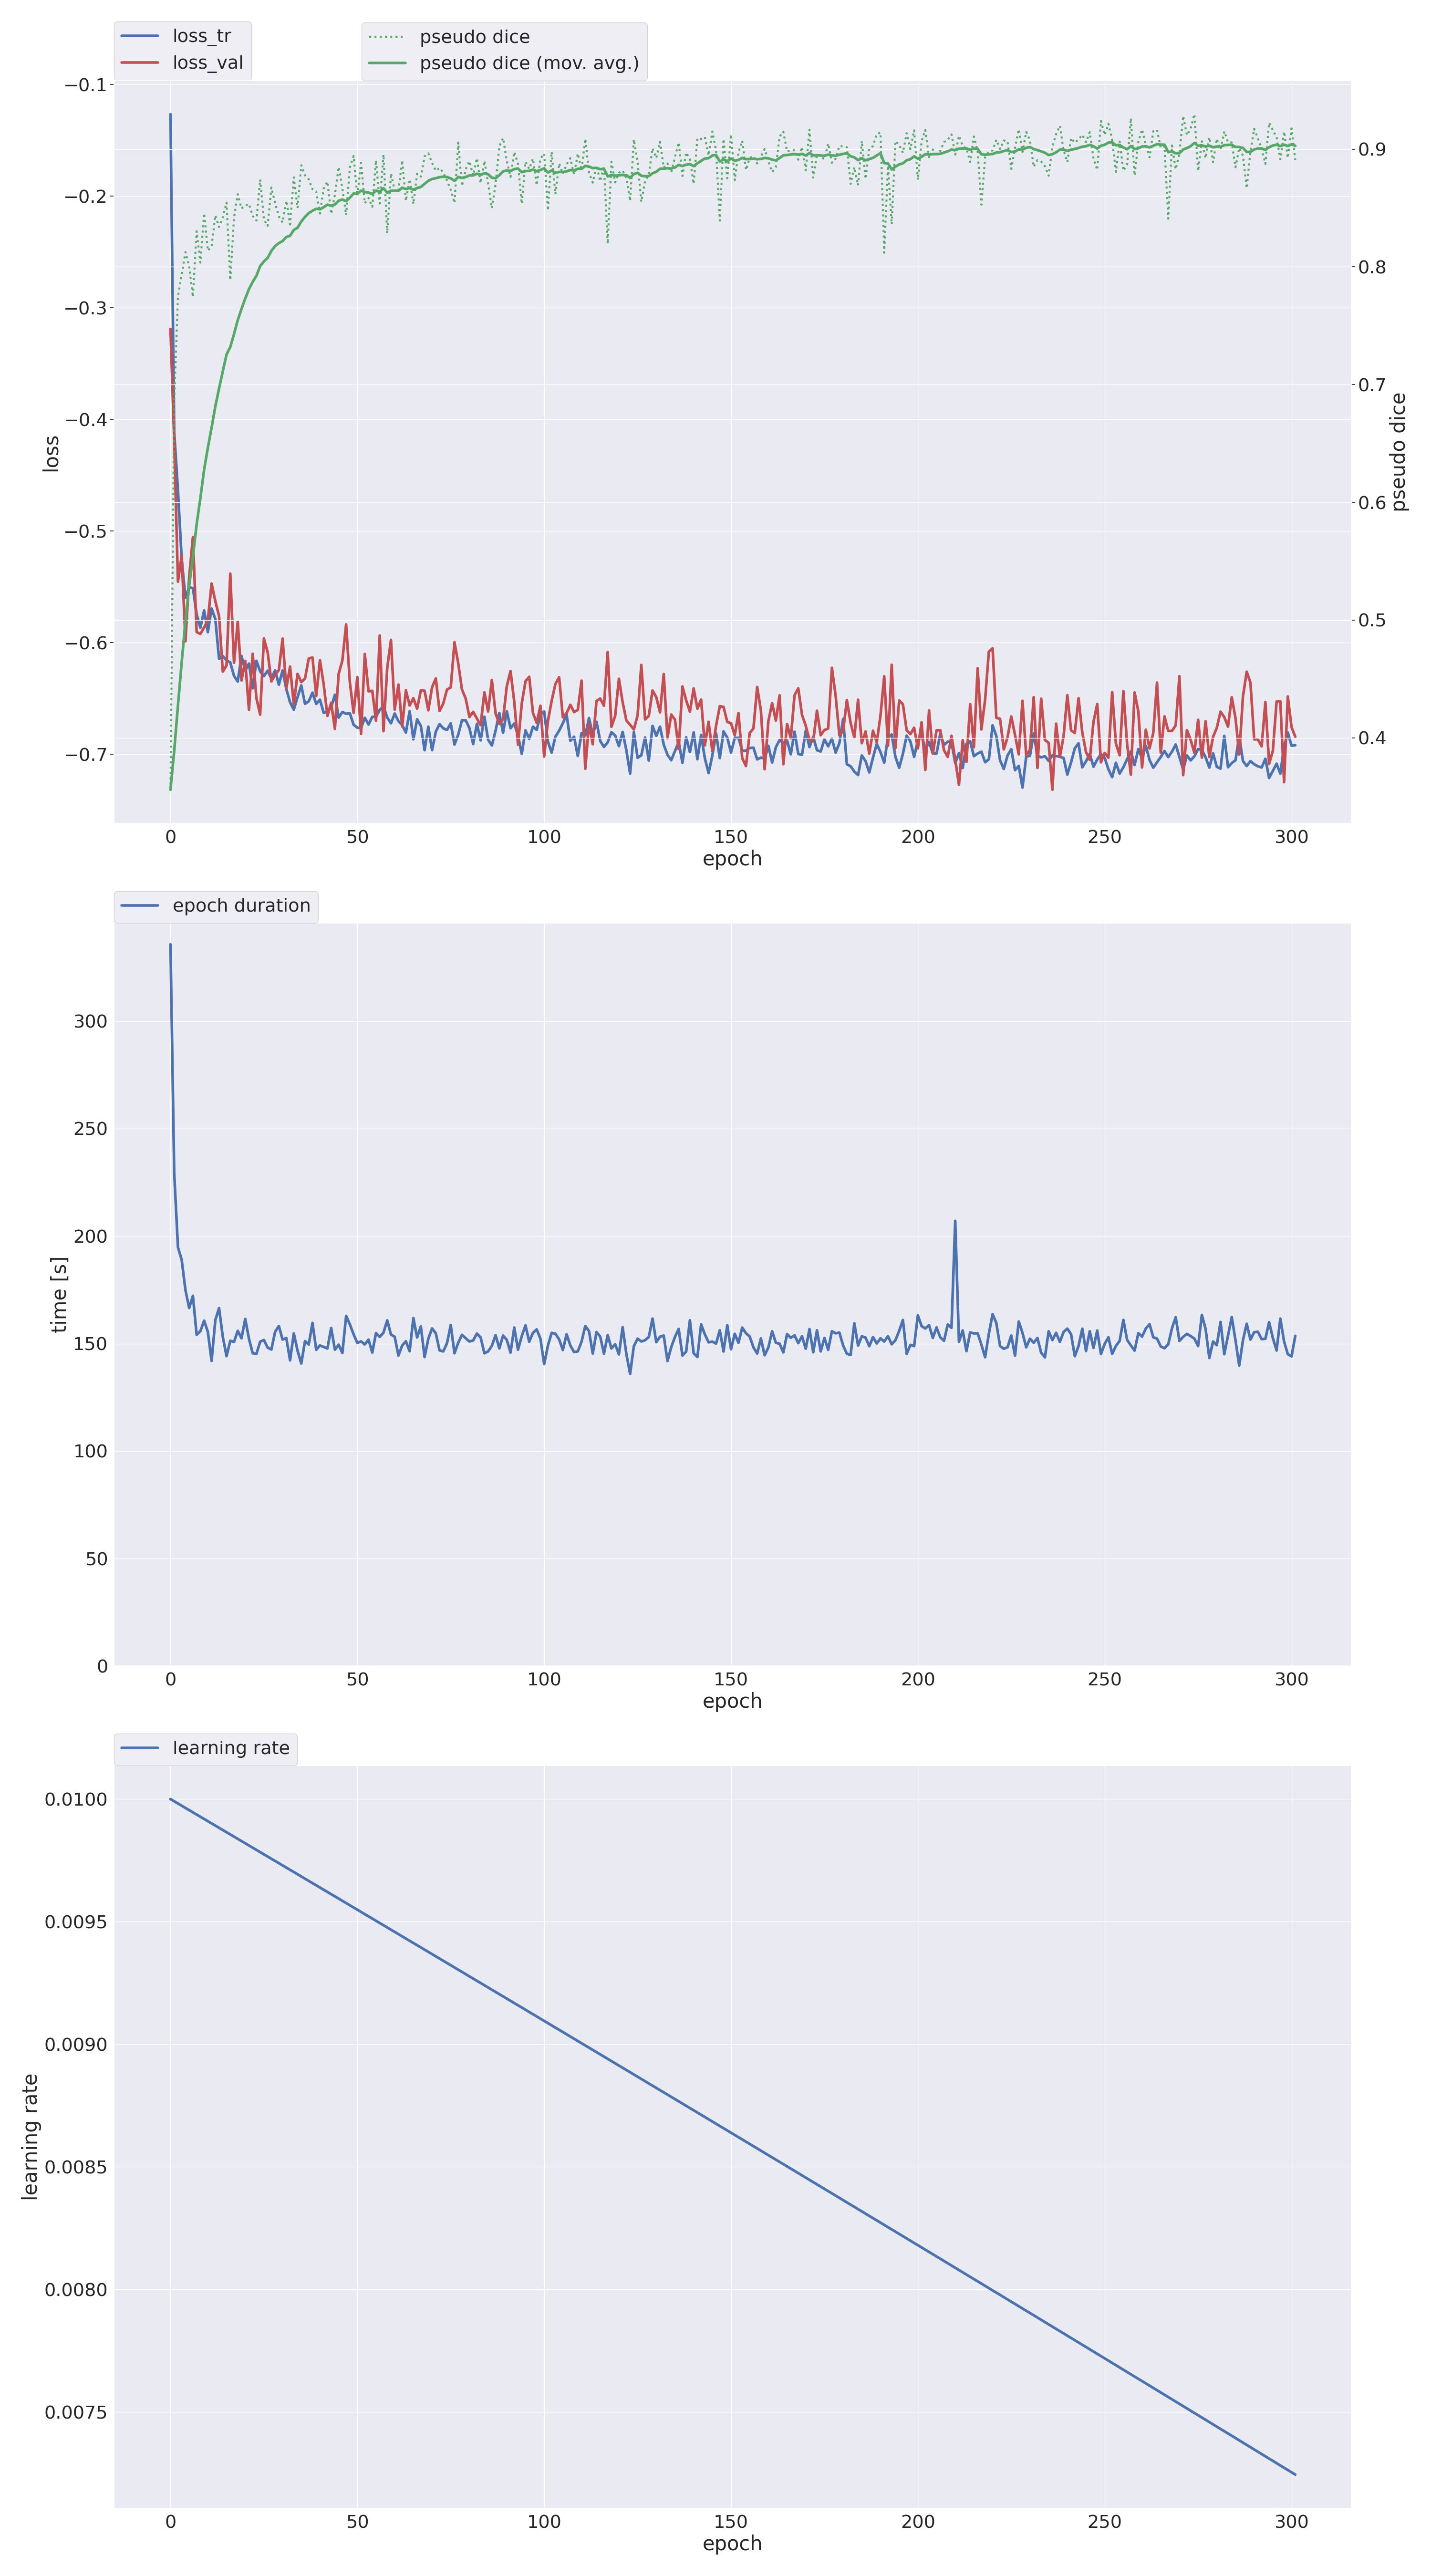 loss_tr
loss_val
pseudo dice
pseudo dice (mov. avg.)
−0.1
−0.2
−0.3
−0.4
−0.5
−0.6
−0.7
loss
0.9
0.8
0.7
0.6
0.5
0.4
pseudo dice
0 50 100 150 200 250 300
epoch
epoch duration
300
250
200
150
100
50
0
time [s]
0 50 100 150 200 250 300
epoch
learning rate
0.0100
0.0095
0.0090
0.0085
0.0080
0.0075
learning rate
0 50 100 150 200 250 300
epoch